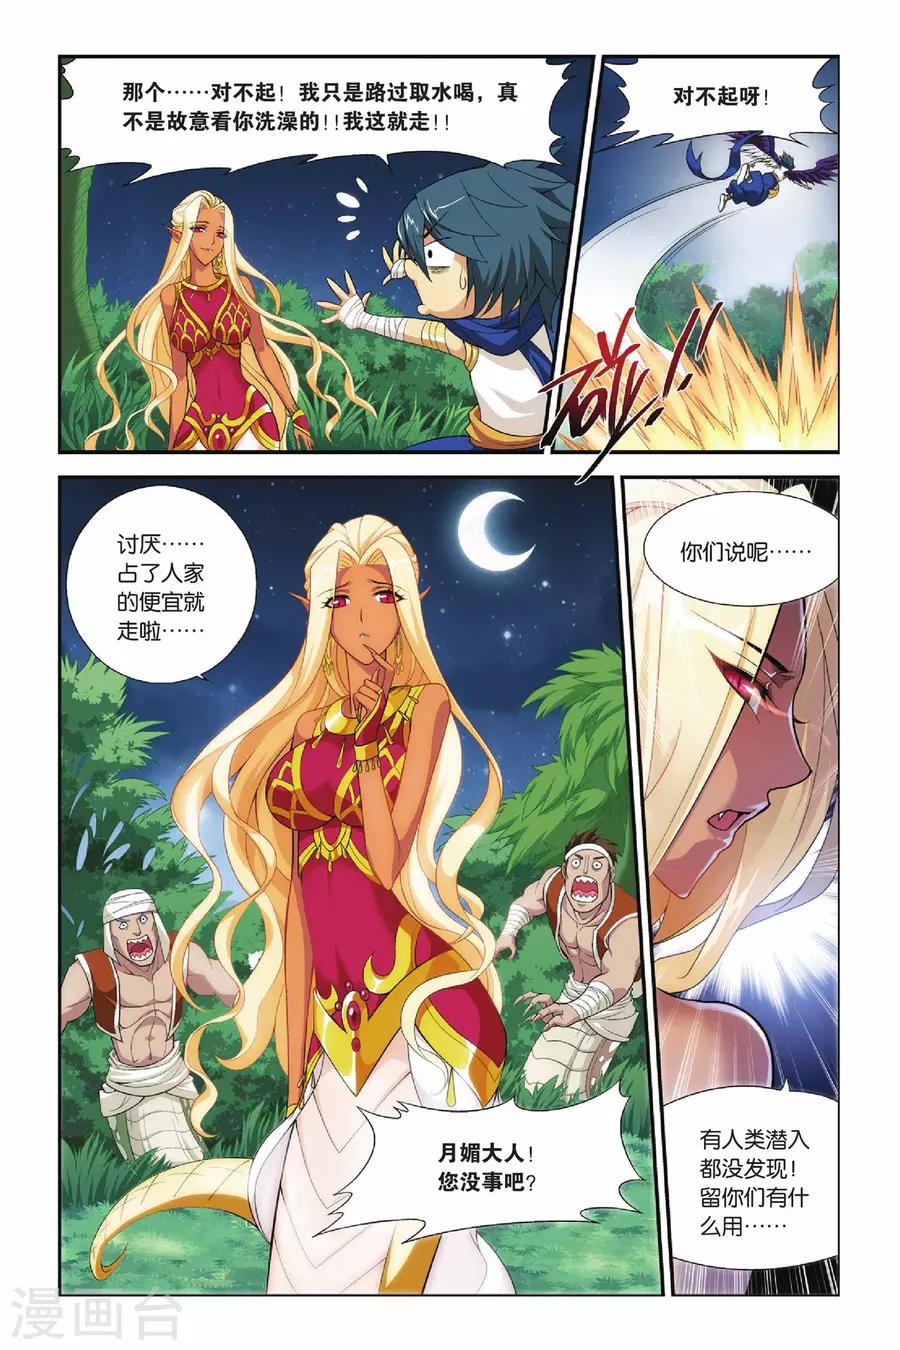 那个……对不起！我只是路过取水喝，真
不是故意看你洗澡的！！我这就走！！
对不起呀！
碰！！
讨厌……
占了人家
的便宜就
走啦……
你们说呢……
月媚大人！
您没事吧？
有人类潜入
都没发现！
留你们有什
么用……
漫画台